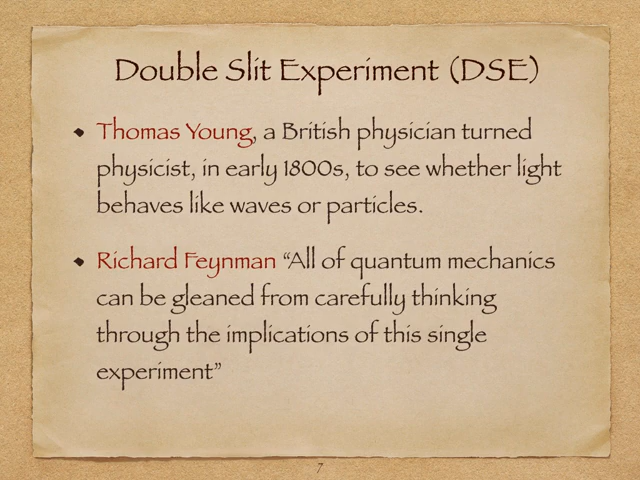 Double Slit Experiment (DSE)
• Thomas Young, a British physician turned
physicist, in early 1800s, to see whether light
behaves like waves or particles.
• Richard Feynman “All of quantum mechanics
can be gleaned from carefully thinking
through the implications of this single
experiment”
7